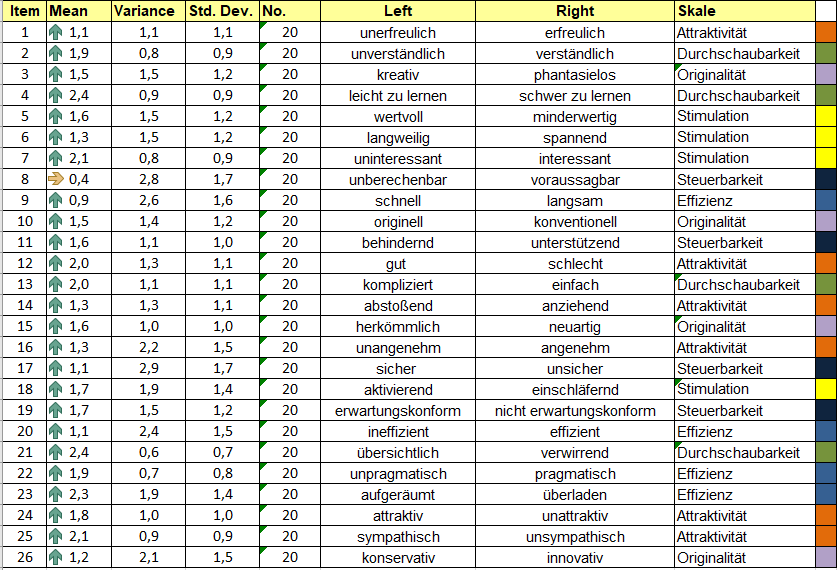 Item Mean Variance Std. Dev. No. Left Right Skale
1 1,1 1,1 1,1 20 unerfreulich erfreulich Attraktivität
2 1,9 0,8 0,9 20 unverständlich verständlich Durchschaubarkeit
3 1,5 1,5 1,2 20 kreativ phantasielos Originalität
4 2,4 0,9 0,9 20 leicht zu lernen schwer zu lernen Durchschaubarkeit
5 1,6 1,5 1,2 20 wertvoll minderwertig Stimulation
6 1,3 1,5 1,2 20 langweilig spannend Stimulation
7 2,1 0,8 0,9 20 uninteressant interessant Stimulation
8 0,4 2,8 1,7 20 unberechenbar voraussagbar Steuerbarkeit
9 0,9 2,6 1,6 20 schnell langsam Effizienz
10 1,5 1,4 1,2 20 originell konventionell Originalität
11 1,6 1,1 1,0 20 behindernd unterstützend Steuerbarkeit
12 2,0 1,3 1,1 20 gut schlecht Attraktivität
13 2,0 1,1 1,1 20 kompliziert einfach Durchschaubarkeit
14 1,3 1,3 1,1 20 abstoßend anziehend Attraktivität
15 1,6 1,0 1,0 20 herkömmlich neuartig Originalität
16 1,3 2,2 1,5 20 unangenehm angenehm Attraktivität
17 1,1 2,9 1,7 20 sicher unsicher Steuerbarkeit
18 1,7 1,9 1,4 20 aktivierend einschläfernd Stimulation
19 1,7 1,5 1,2 20 erwartungskonform nicht erwartungskonform Steuerbarkeit
20 1,1 2,4 1,5 20 ineffizient effizient Effizienz
21 2,4 0,6 0,7 20 übersichtlich verwirrend Durchschaubarkeit
22 1,9 0,7 0,8 20 unpragmatisch pragmatisch Effizienz
23 2,3 1,9 1,4 20 aufgeräumt überladen Effizienz
24 1,8 1,0 1,0 20 attraktiv unattraktiv Attraktivität
25 2,1 0,9 0,9 20 sympathisch unsympathisch Attraktivität
26 1,2 2,1 1,5 20 konservativ innovativ Originalität